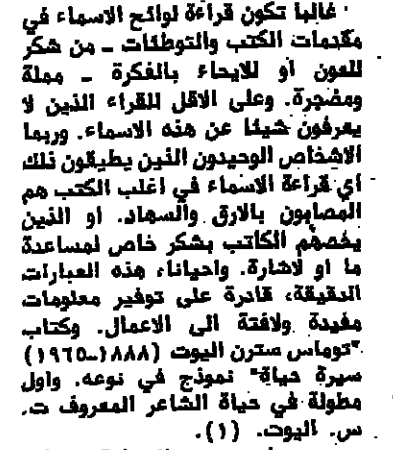 غالبا تكون قراءة لوائح الاسماء في
مقدمات الكتب والتوطئات ـ من شكر
للعون او للايحاء بالفكرة ـ مملة
ومضجرة. وعلى الاقل للقراء الذين لا
يعرفون شيئا عن هذه الاسماء. وربما
الاشخاص الوحيدون الذين يطيقون ذلك
اي قراءة الاسماء في اغلب الكتب هم
المصابون بالارق والسهاد. او الذين
يخصهم الكاتب بشكر خاص لمساعدة
ما او لاشارة. واحيانا، هذه العبارات
الدقيقة، قادرة على توفير معلومات
مفيدة ولافتة الى الاعمال. وكتاب
"توماس سترن اليوت (١٨٨٨ـ١٩٦٥)
سيرة حياة" نموذج في نوعه. واول
مطولة في حياة الشاعر المعروف ت.
س. اليوت. (١).